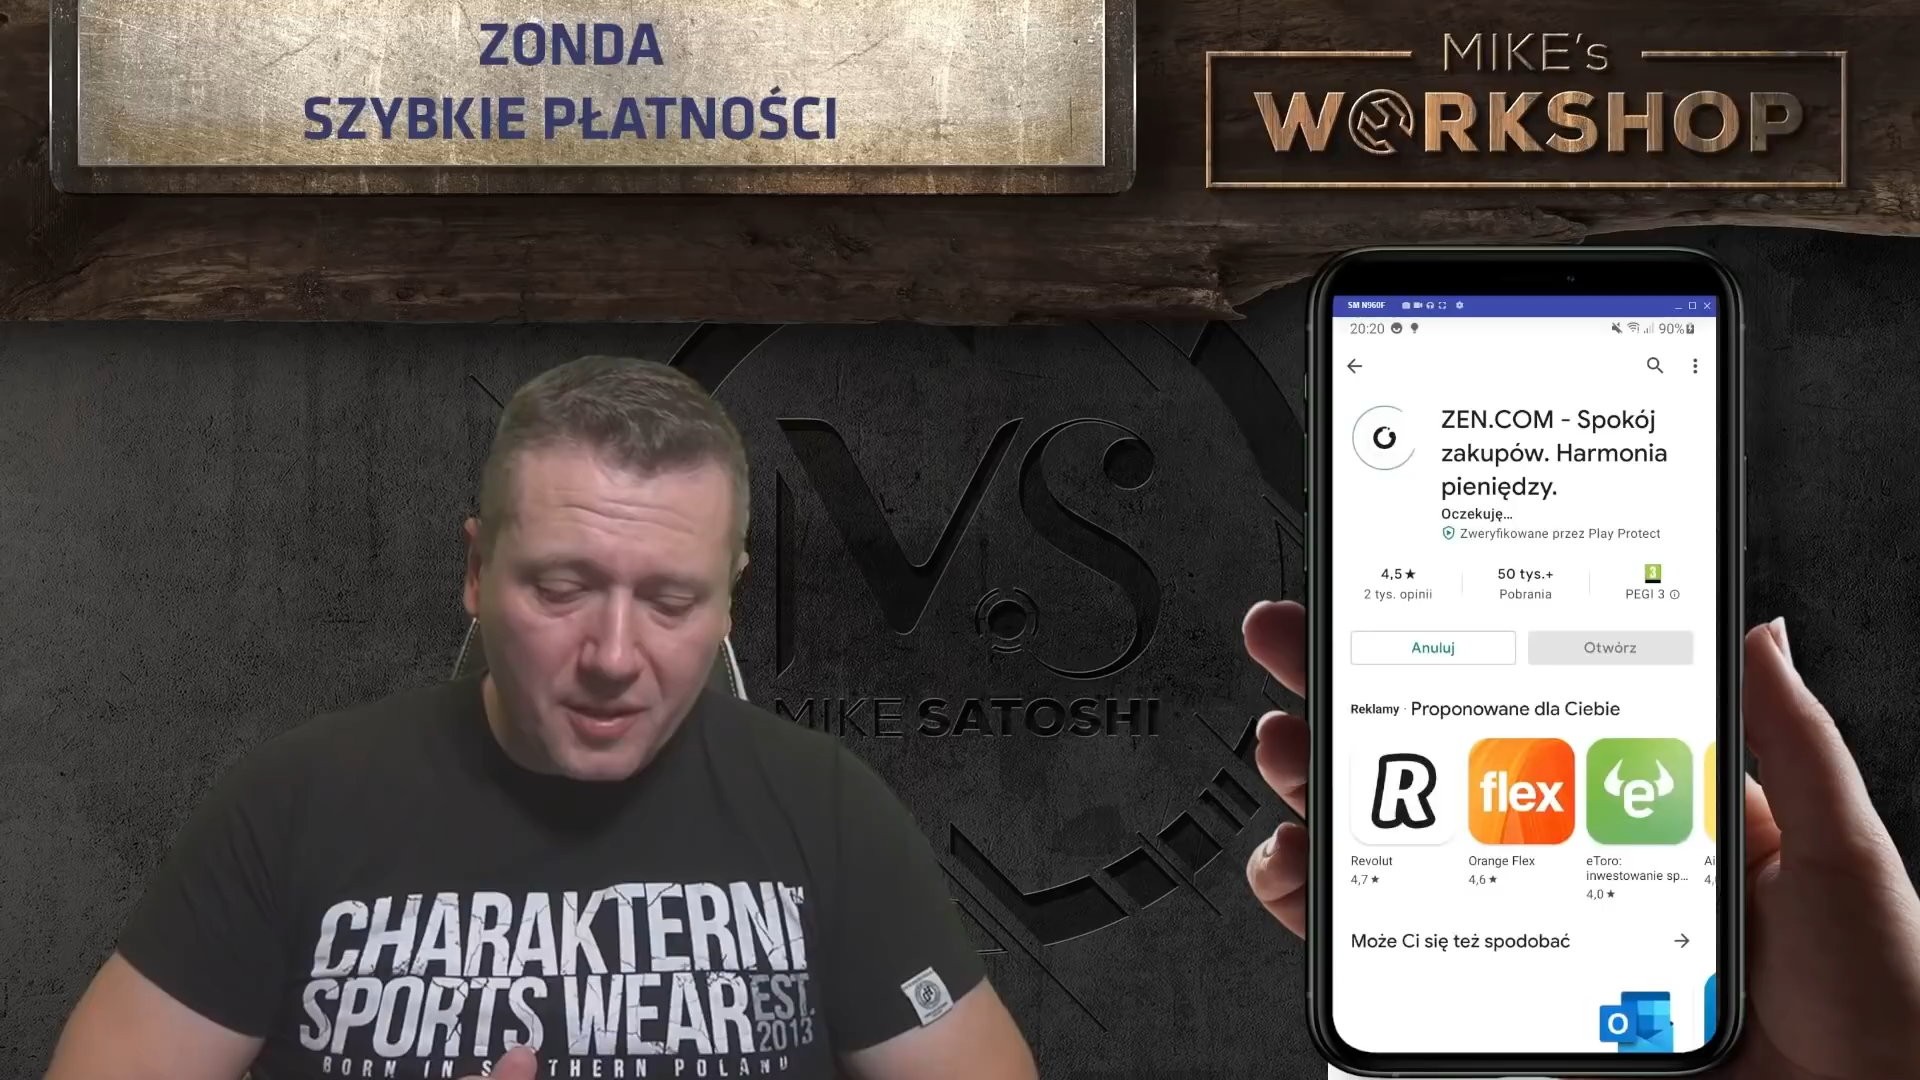 ZONDA
SZYBKIE PŁATNOŚCI
MIKE's
WORKSHOP
SM N960F
20:20
90%
ZEN.COM - Spokój
zakupów. Harmonia
pieniędzy.
Oczekuję...
Zweryfikowane przez Play Protect
4,5★
50 tys.+
3
2 tys. opinii
Pobrania
PEGI 3
Anuluj
Otwórz
Reklamy · Proponowane dla Ciebie
R
flex
e
Revolut
4,7★
Orange Flex
4,6★
eToro:
inwestowanie sp...
4,0★
Może Ci się też spodobać
O
MS
MIKE SATOSHI
CHARAKTERNI
SPORTS WEAR EST.
2013